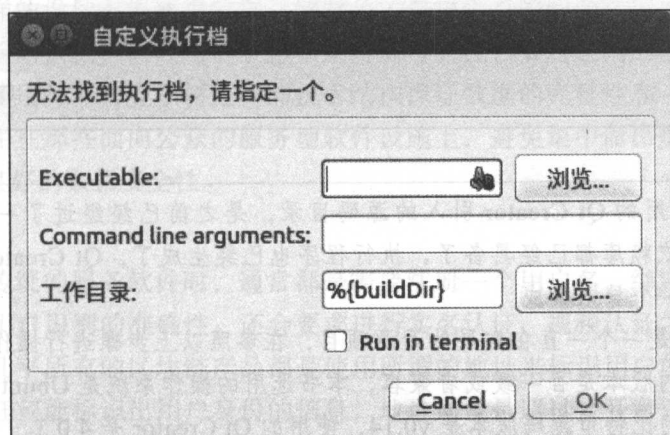 自定义执行档
无法找到执行档，请指定一个。
Executable:
浏览...
Command line arguments:
工作目录:
%{buildDir}
浏览...
Run in terminal
Cancel
OK